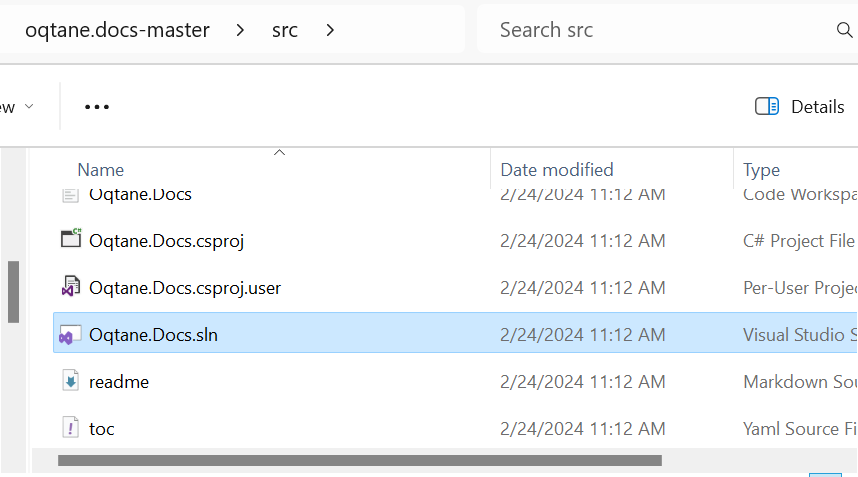 oqtane.docs-master > src >
Search src
ew
Details
Name Date modified Type
Oqtane.Docs 2/24/2024 11:12 AM Code Workspa
Oqtane.Docs.csproj 2/24/2024 11:12 AM C# Project File
Oqtane.Docs.csproj.user 2/24/2024 11:12 AM Per-User Projec
Oqtane.Docs.sln 2/24/2024 11:12 AM Visual Studio S
readme 2/24/2024 11:12 AM Markdown Sou
toc 2/24/2024 11:12 AM Yaml Source Fi